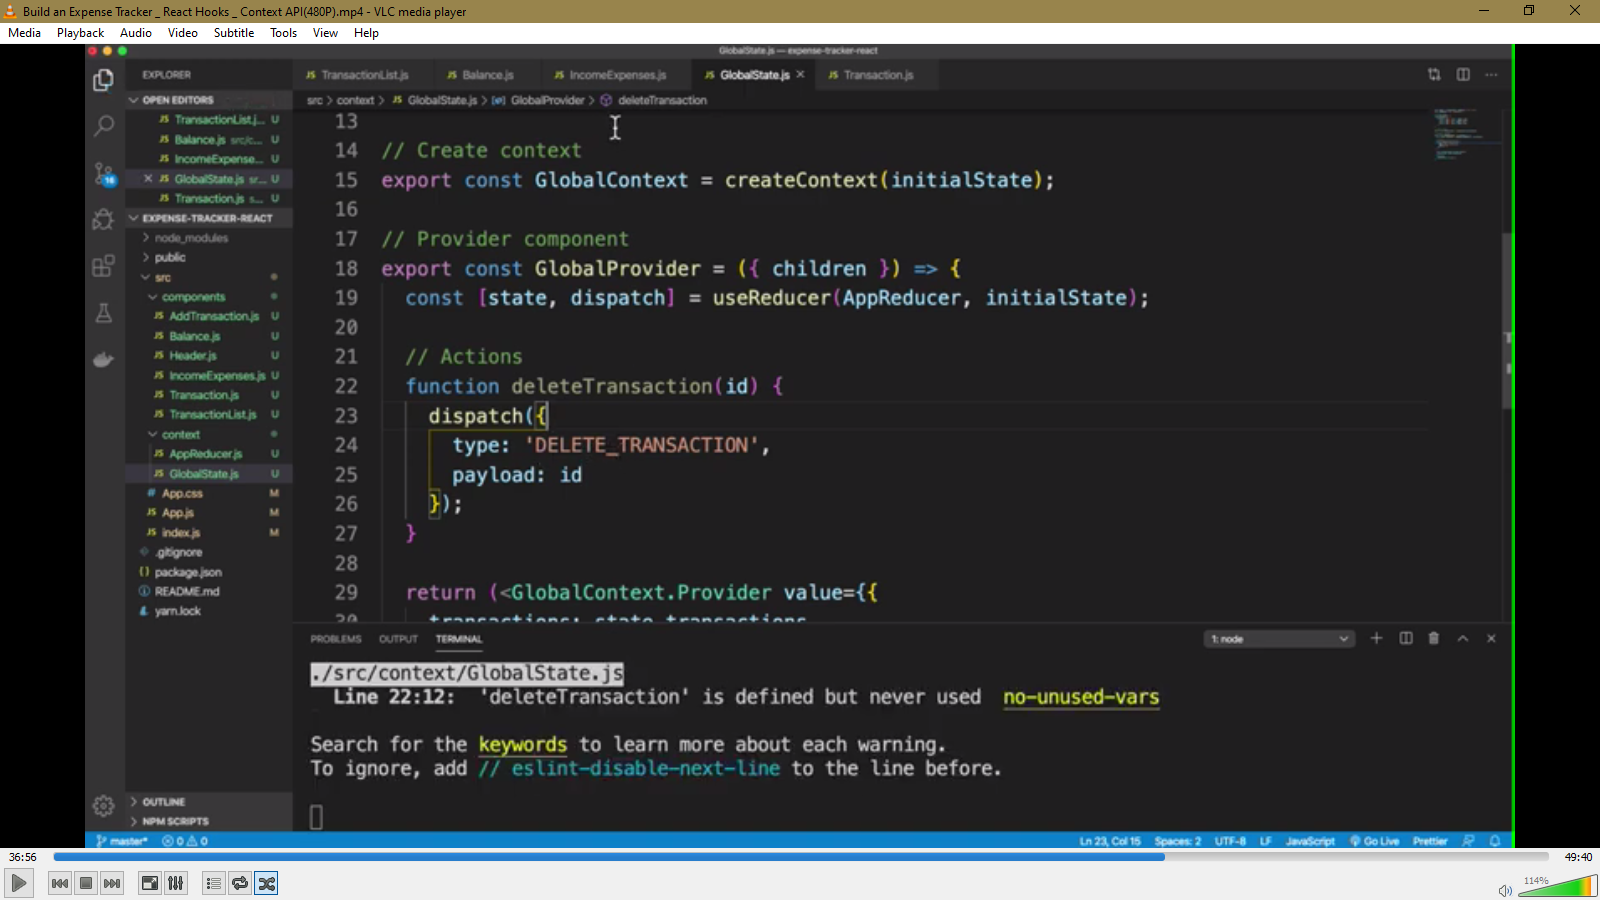 Build an Expense Tracker _ React Hooks _ Context API(480P).mp4 - VLC media player
Media Playback Audio Video Subtitle Tools View Help
GlobalState.js — expense-tracker-react
EXPLORER
JS TransactionList.js JS Balance.js JS IncomeExpenses.js JS GlobalState.js × JS Transaction.js
OPEN EDITORS
JS TransactionList.j... U
JS Balance.js src/c... U
JS IncomeExpense... U
× JS GlobalState.js sr... U
JS Transaction.js s... U
EXPENSE-TRACKER-REACT
node_modules
public
src
components
JS AddTransaction.js U
JS Balance.js U
JS Header.js U
JS IncomeExpenses.js U
JS Transaction.js U
JS TransactionList.js U
context
JS AppReducer.js U
JS GlobalState.js U
# App.css M
JS App.js M
JS index.js M
.gitignore
{} package.json
README.md
yarn.lock
OUTLINE
NPM SCRIPTS
16
src > context > JS GlobalState.js > GlobalProvider > deleteTransaction
13
14 // Create context
15 export const GlobalContext = createContext(initialState);
16
17 // Provider component
18 export const GlobalProvider = ({ children }) => {
19 const [state, dispatch] = useReducer(AppReducer, initialState);
20
21 // Actions
22 function deleteTransaction(id) {
23 dispatch({
24 type: 'DELETE_TRANSACTION',
25 payload: id
26 });
27 }
28
29 return (<GlobalContext.Provider value={{
30 transactions: state.transactions
PROBLEMS OUTPUT TERMINAL 1: node
./src/context/GlobalState.js
Line 22:12: 'deleteTransaction' is defined but never used no-unused-vars
Search for the keywords to learn more about each warning.
To ignore, add // eslint-disable-next-line to the line before.
master* 0 0 Ln 23, Col 15 Spaces: 2 UTF-8 LF JavaScript Go Live Prettier
36:56 49:40
114%